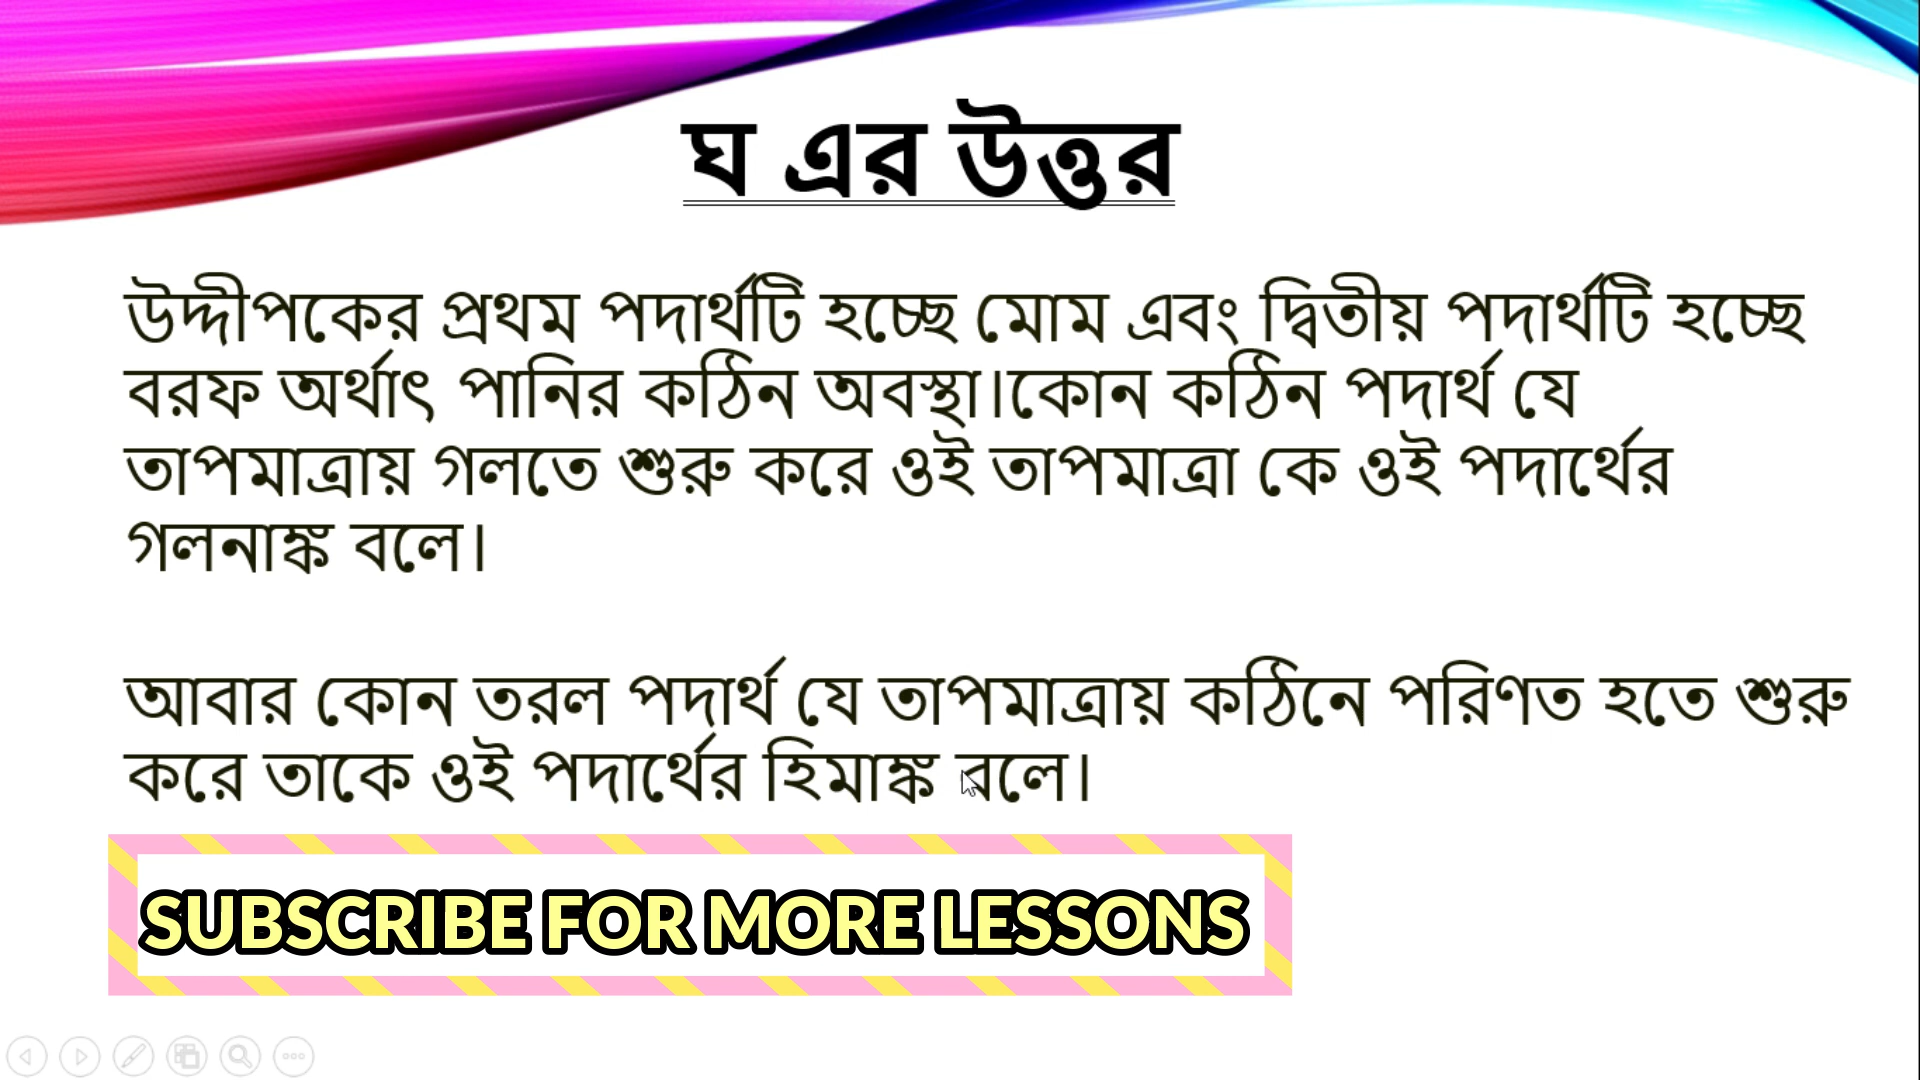 ঘ এর উত্তর
উদ্দীপকের প্রথম পদার্থটি হচ্ছে মোম এবং দ্বিতীয় পদার্থটি হচ্ছে
বরফ অর্থাৎ পানির কঠিন অবস্থা।কোন কঠিন পদার্থ যে
তাপমাত্রায় গলতে শুরু করে ওই তাপমাত্রা কে ওই পদার্থের
গলনাঙ্ক বলে।
আবার কোন তরল পদার্থ যে তাপমাত্রায় কঠিনে পরিণত হতে শুরু
করে তাকে ওই পদার্থের হিমাঙ্ক বলে।
SUBSCRIBE FOR MORE LESSONS